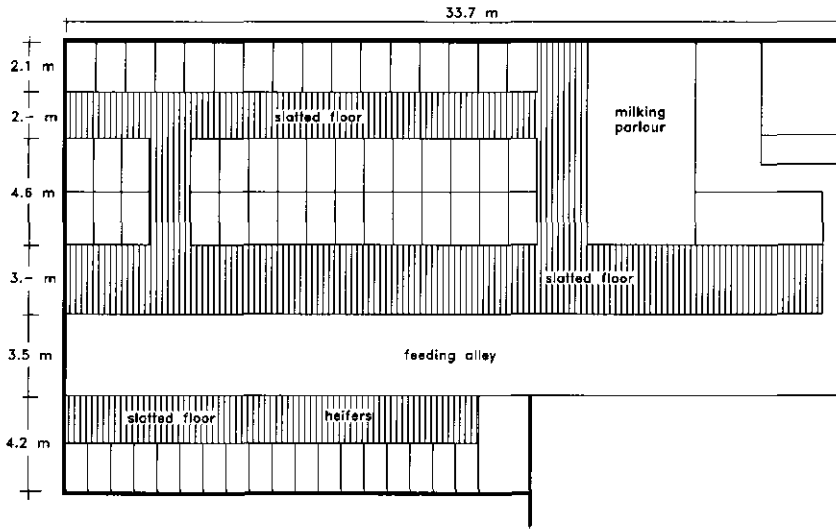 33.7 m
2.1 m
2.- m
slatted floor
milking
parlour
4.6 m
3.- m
slatted floor
3.5 m
feeding alley
slatted floor
heifers
4.2 m